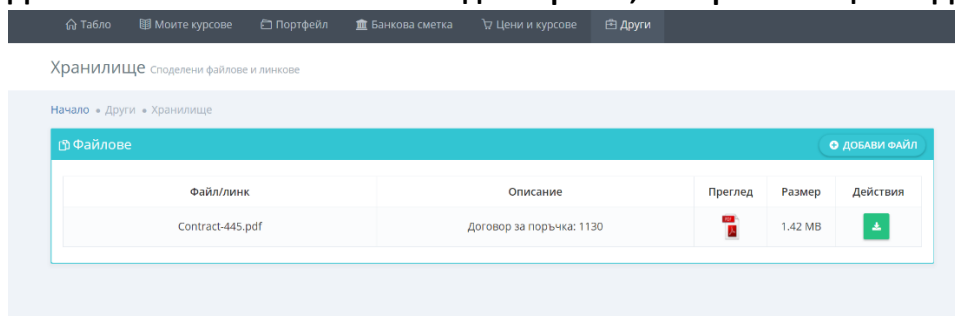 Табло Моите курсове Портфейл Банкова сметка Цени и курсове Други
Хранилище Споделени файлове и линкове
Начало • Други • Хранилище
Файлове ДОБАВИ ФАЙЛ
Файл/линк Описание Преглед Размер Действия
Contract-445.pdf Договор за поръчка: 1130 PDF 1.42 MB